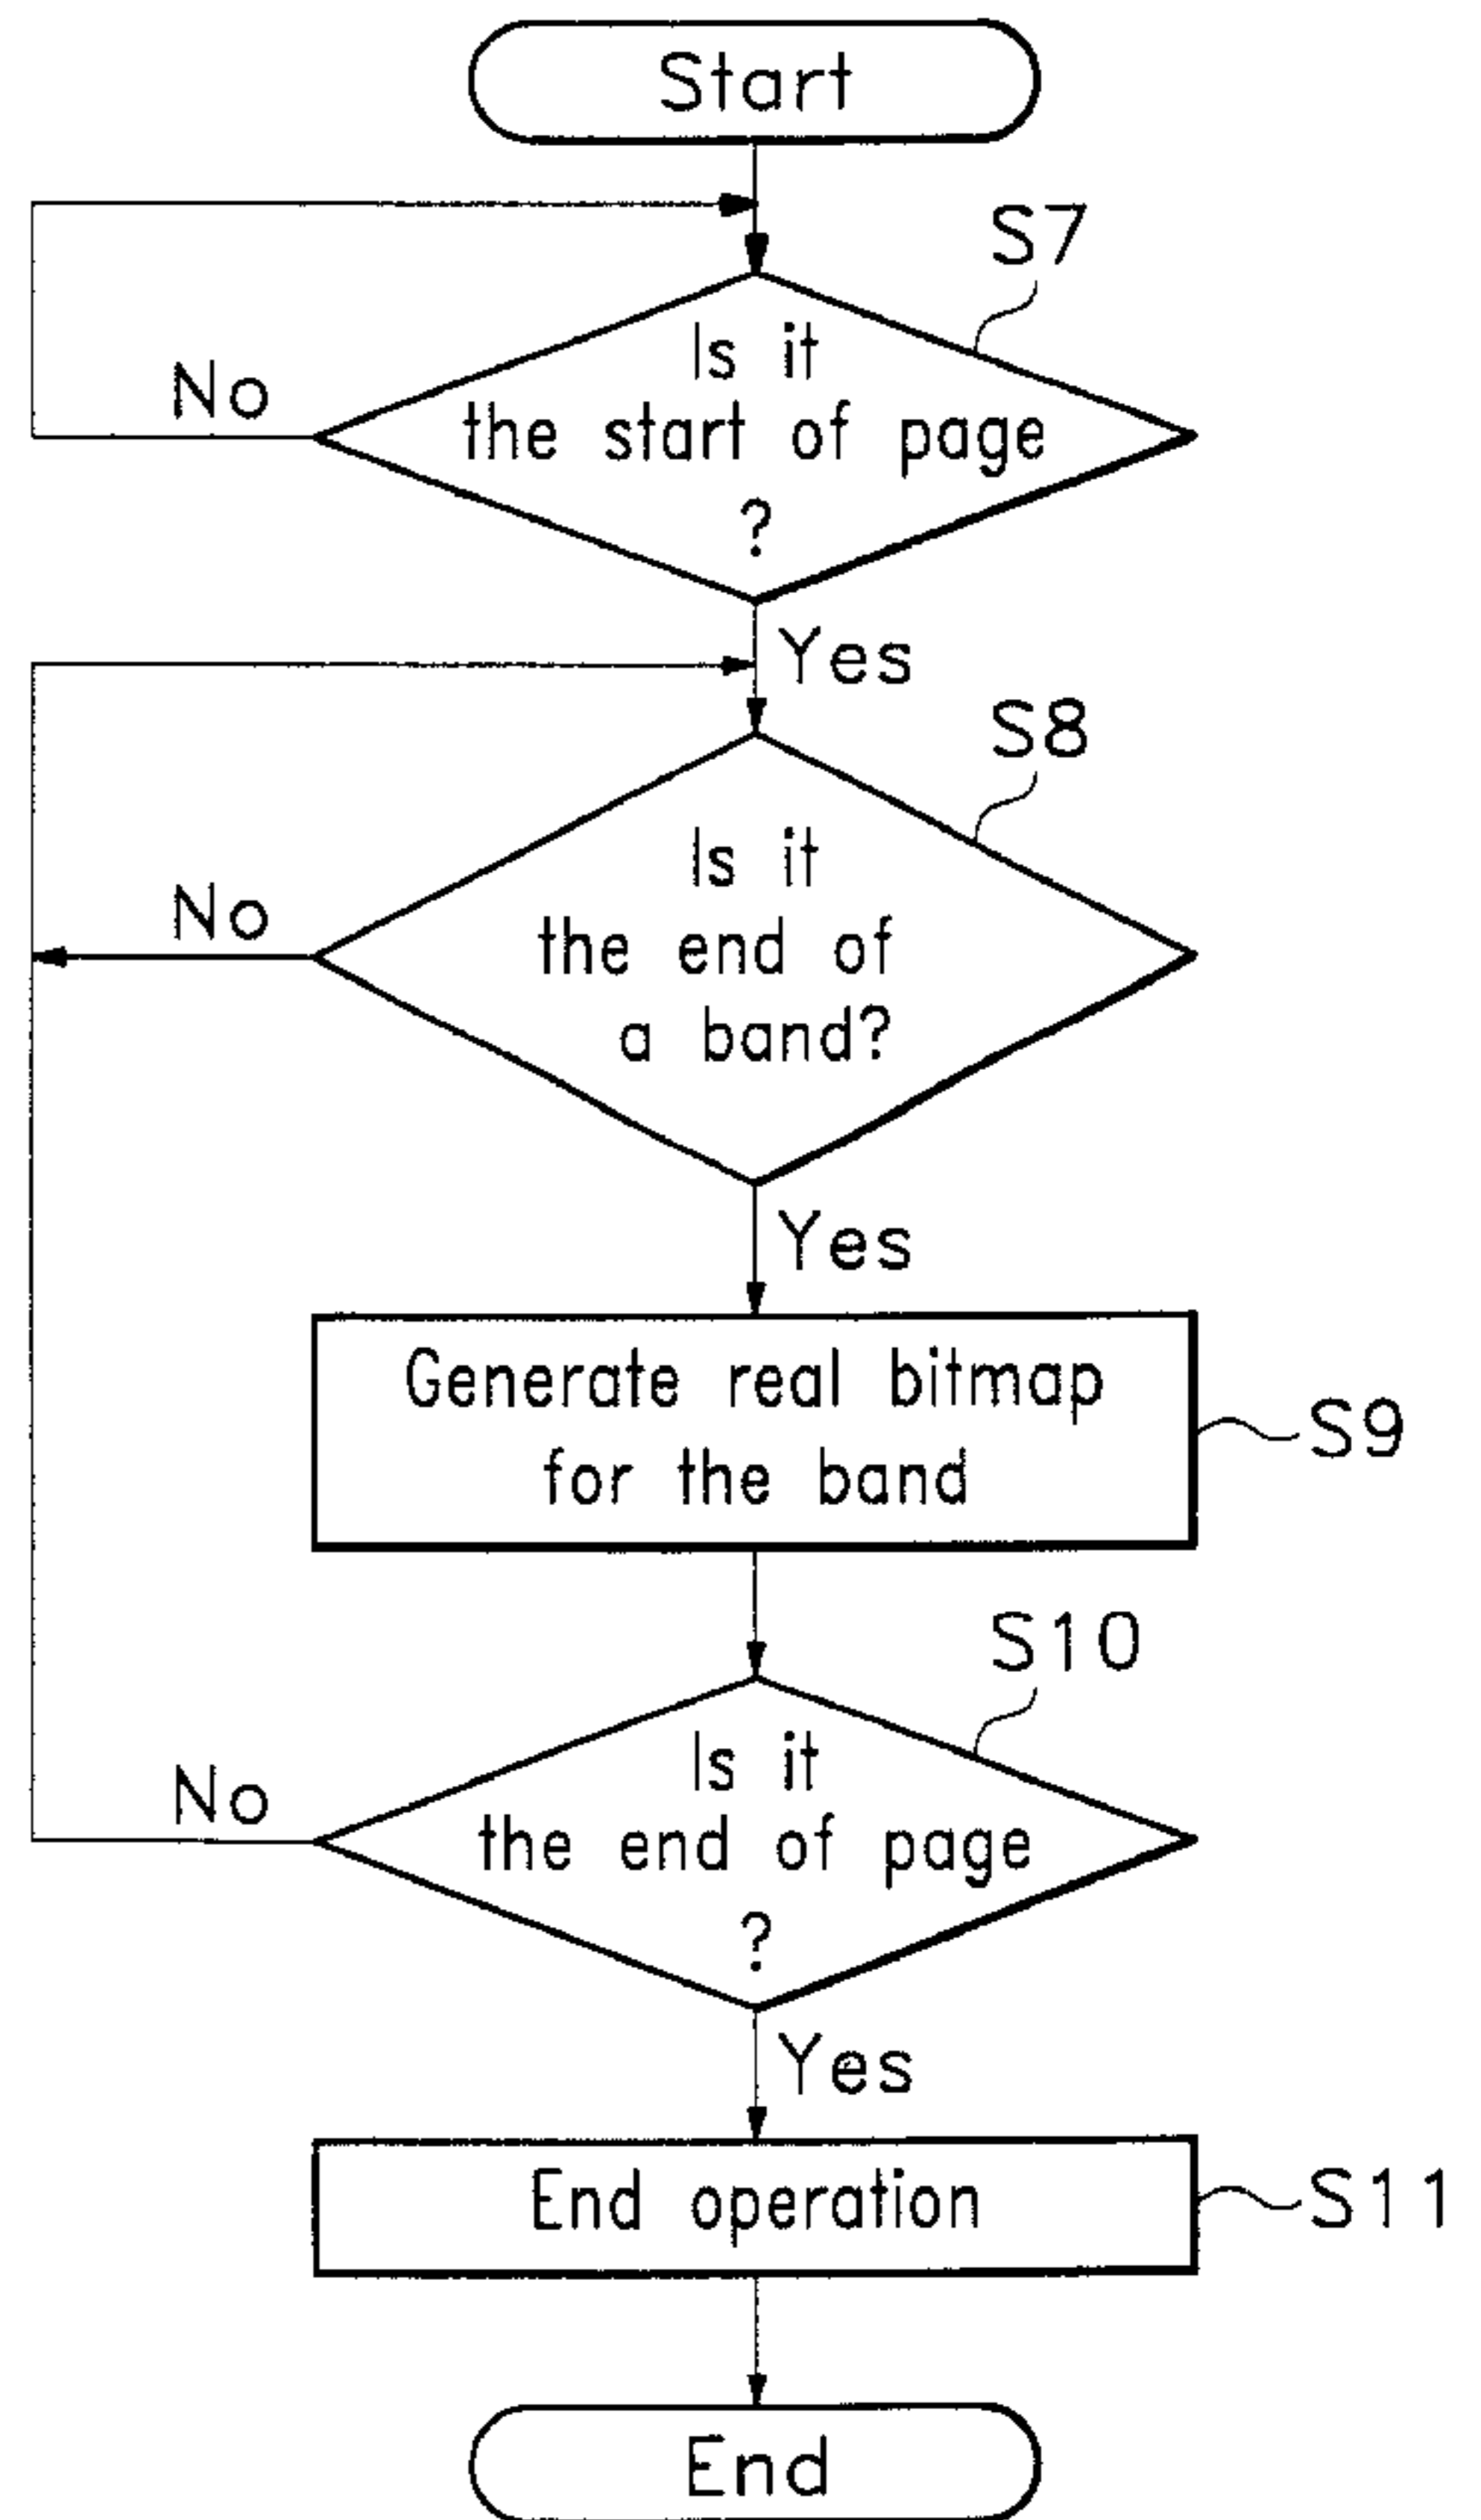 Start
S7
Is it
the start of page
?
No
Yes
S8
Is it
the end of
a band?
No
Yes
Generate real bitmap
for the band
S9
S10
Is it
the end of page
?
No
Yes
End operation
S11
End